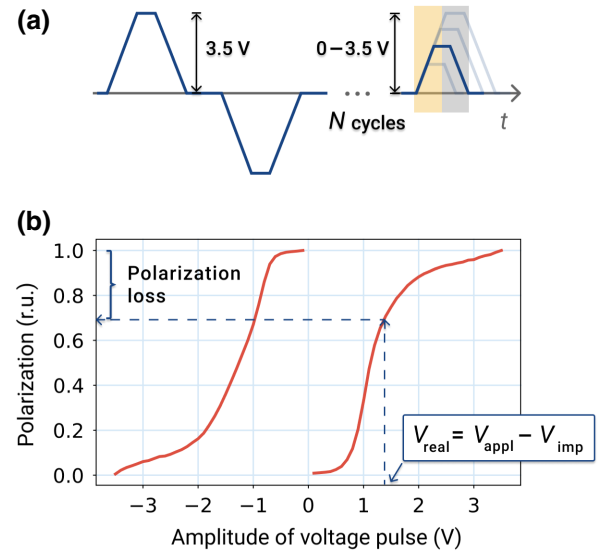 (a)
3.5 V
0–3.5 V
N cycles
t
(b)
Polarization (r.u.)
1.0
0.8
0.6
0.4
0.2
0.0
Polarization
loss
V_real = V_appl – V_imp
−3 −2 −1 0 1 2 3
Amplitude of voltage pulse (V)